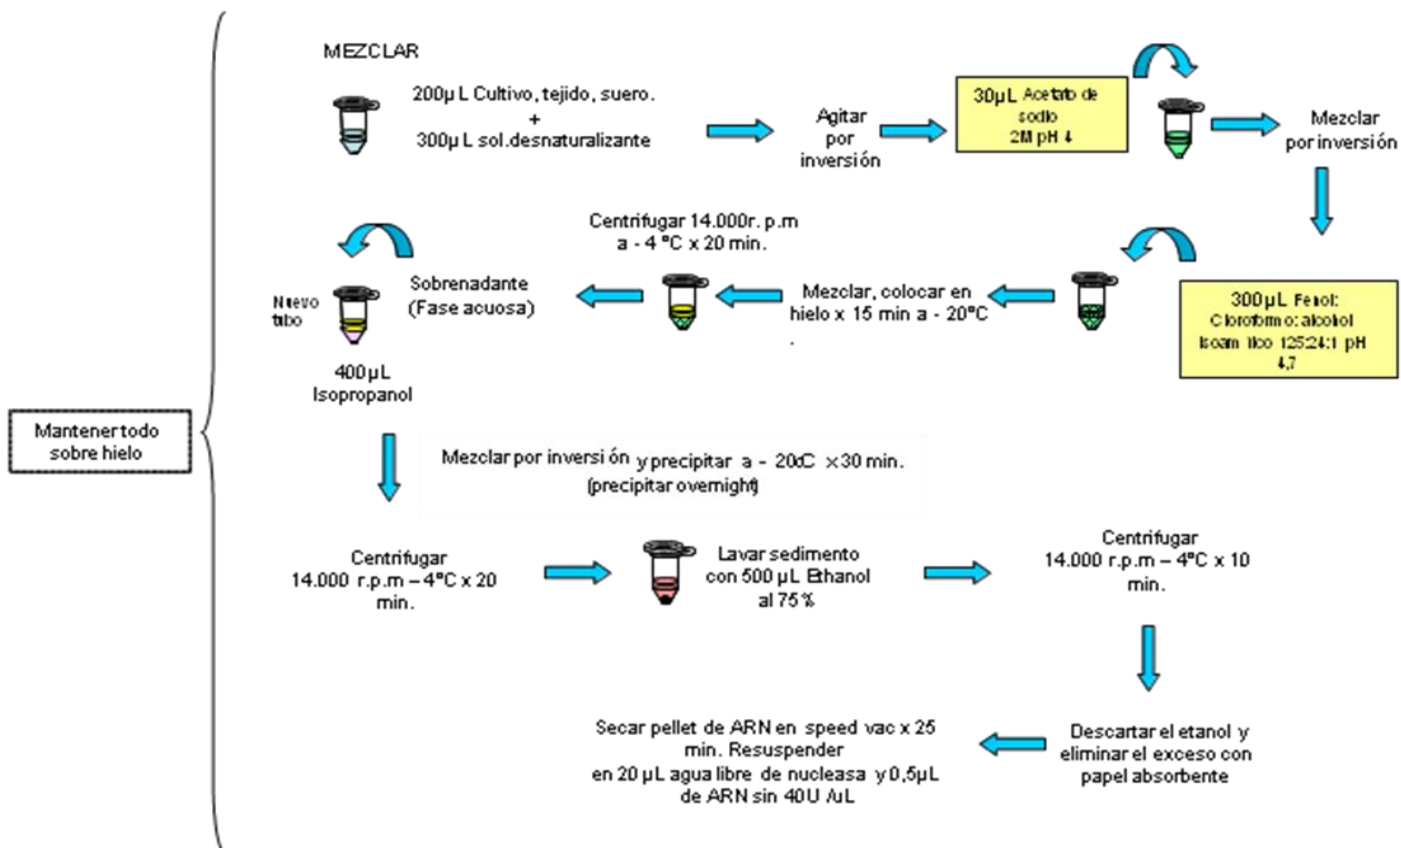 MEZCLAR
200µL Cultivo, tejido, suero.
+
300µL sol.desnaturalizante
Agitar
por
inversión
30µL Acetato de
sodio
2M pH 4
Mezclar
por inversión
300µL Fenol:
Cloroformo: alcohol
Isoamílico 125:24:1 pH
4,7
Mezclar, colocar en
hielo x 15 min a - 20°C
.
Centrifugar 14.000r. p.m
a - 4 °C x 20 min.
Sobrenadante
(Fase acuosa)
Nuevo
tubo
400µL
Isopropanol
Mantener todo
sobre hielo
Mezclar por inversión y precipitar a - 20oC x 30 min.
(precipitar overnight)
Centrifugar
14.000 r.p.m – 4°C x 20
min.
Lavar sedimento
con 500 µL Ethanol
al 75%
Centrifugar
14.000 r.p.m – 4°C x 10
min.
Descartar el etanol y
eliminar el exceso con
papel absorbente
Secar pellet de ARN en speed vac x 25
min. Resuspender
en 20 µL agua libre de nucleasa y 0,5µL
de ARN sin 40U /uL